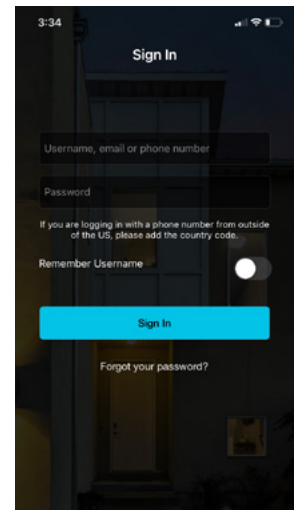 3:34
Sign In
Username, email or phone number
Password
If you are logging in with a phone number from outside
of the US, please add the country code.
Remember Username
Sign In
Forgot your password?